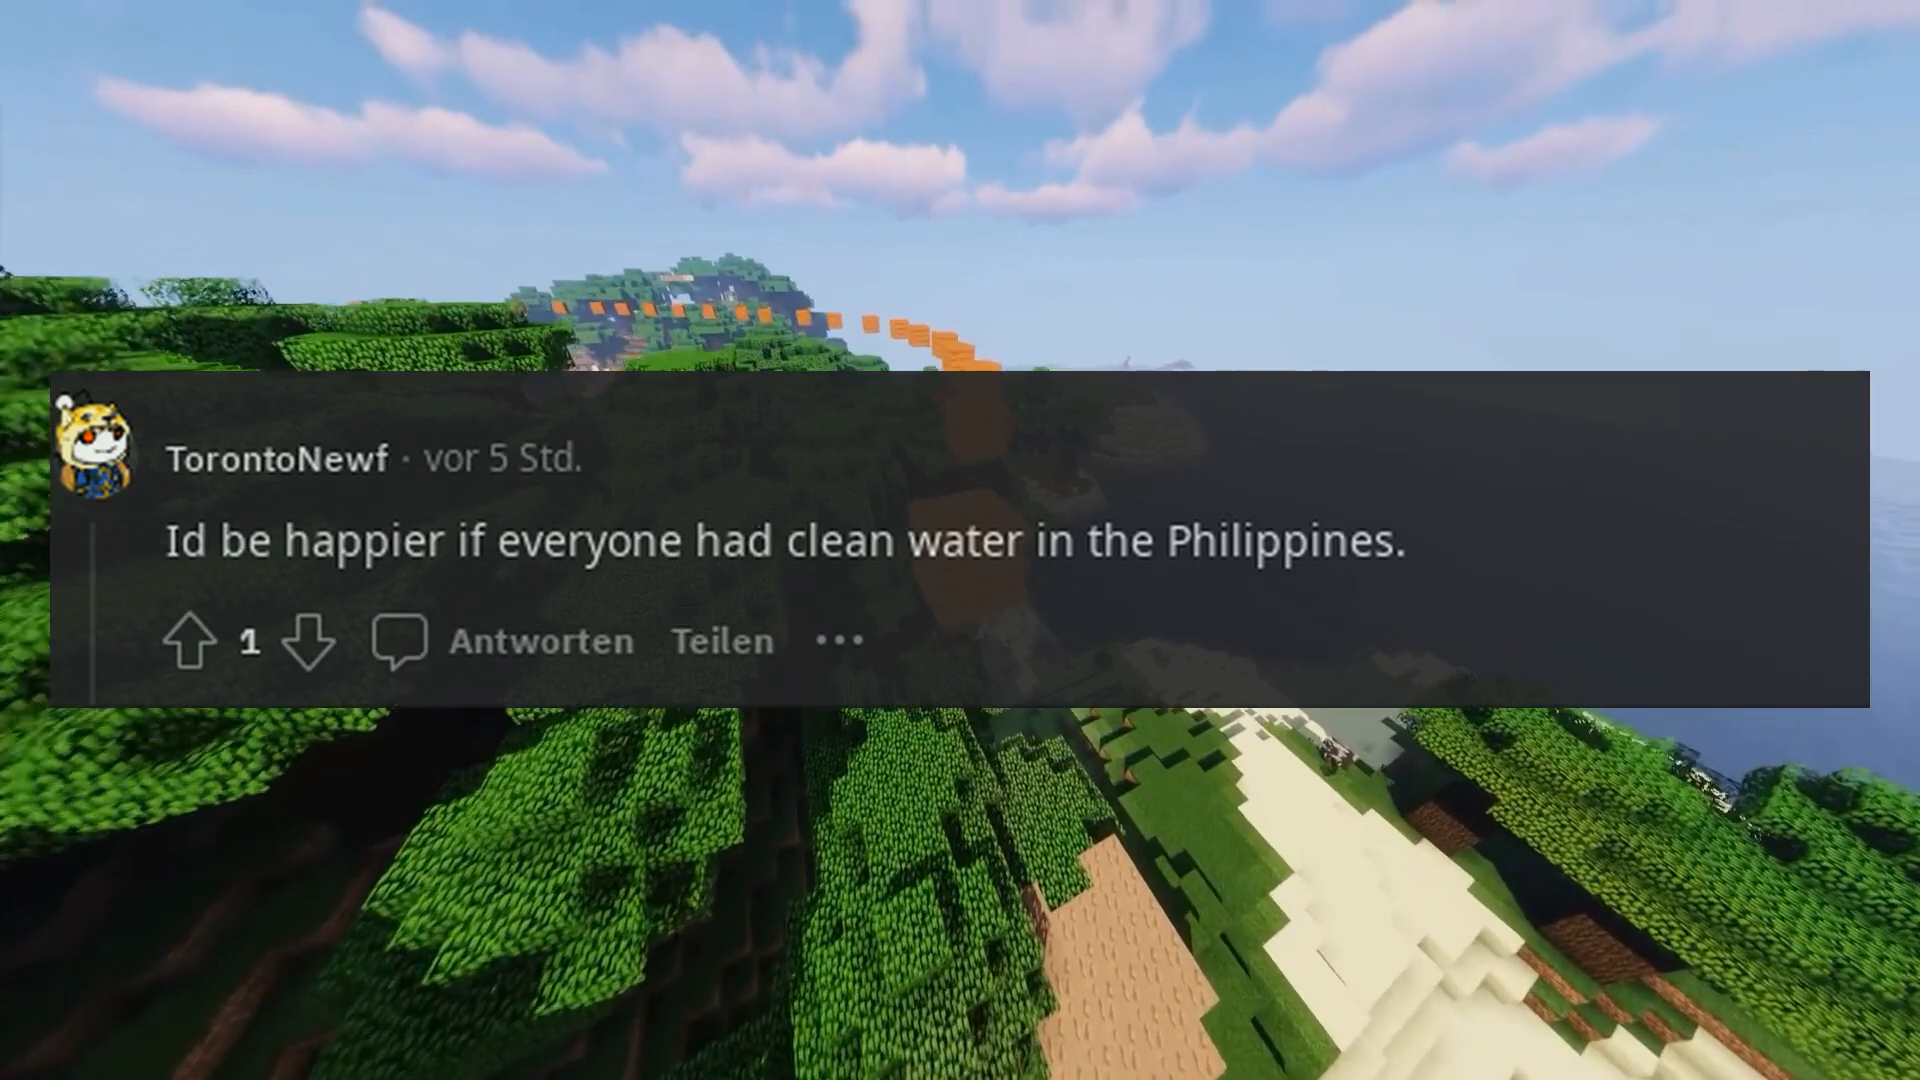 TorontoNewf · vor 5 Std.
Id be happier if everyone had clean water in the Philippines.
1 Antworten Teilen •••